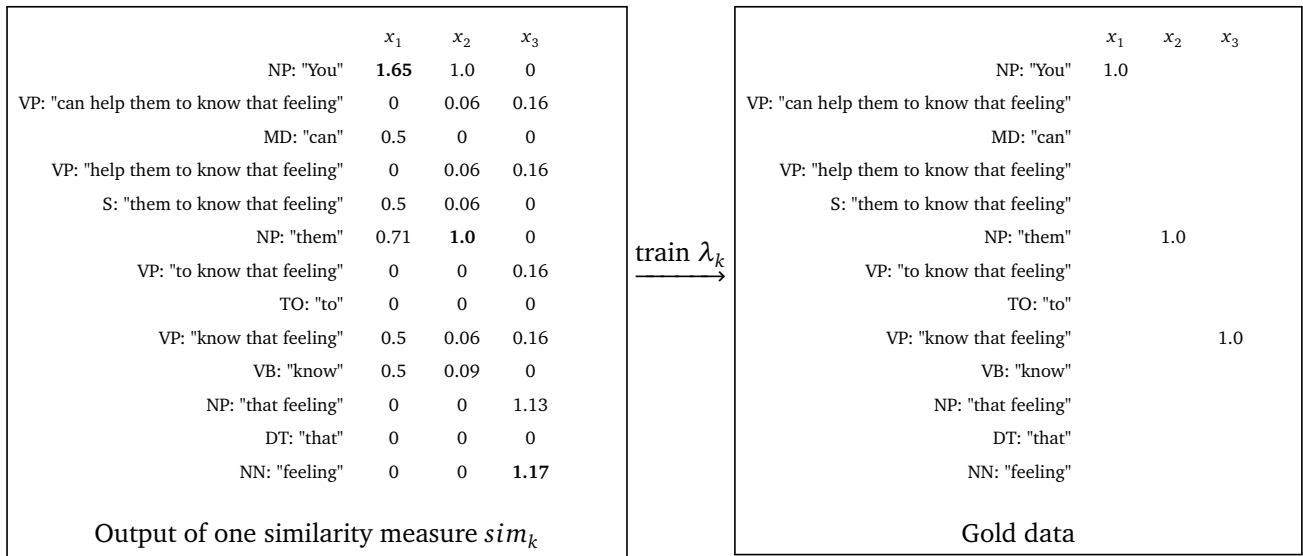 x1 x2 x3
NP: "You" 1.65 1.0 0
VP: "can help them to know that feeling" 0 0.06 0.16
MD: "can" 0.5 0 0
VP: "help them to know that feeling" 0 0.06 0.16
S: "them to know that feeling" 0.5 0.06 0
NP: "them" 0.71 1.0 0
VP: "to know that feeling" 0 0 0.16
TO: "to" 0 0 0
VP: "know that feeling" 0.5 0.06 0.16
VB: "know" 0.5 0.09 0
NP: "that feeling" 0 0 1.13
DT: "that" 0 0 0
NN: "feeling" 0 0 1.17
Output of one similarity measure sim_k
train λ_k
x1 x2 x3
NP: "You" 1.0
VP: "can help them to know that feeling"
MD: "can"
VP: "help them to know that feeling"
S: "them to know that feeling"
NP: "them" 1.0
VP: "to know that feeling"
TO: "to"
VP: "know that feeling" 1.0
VB: "know"
NP: "that feeling"
DT: "that"
NN: "feeling"
Gold data